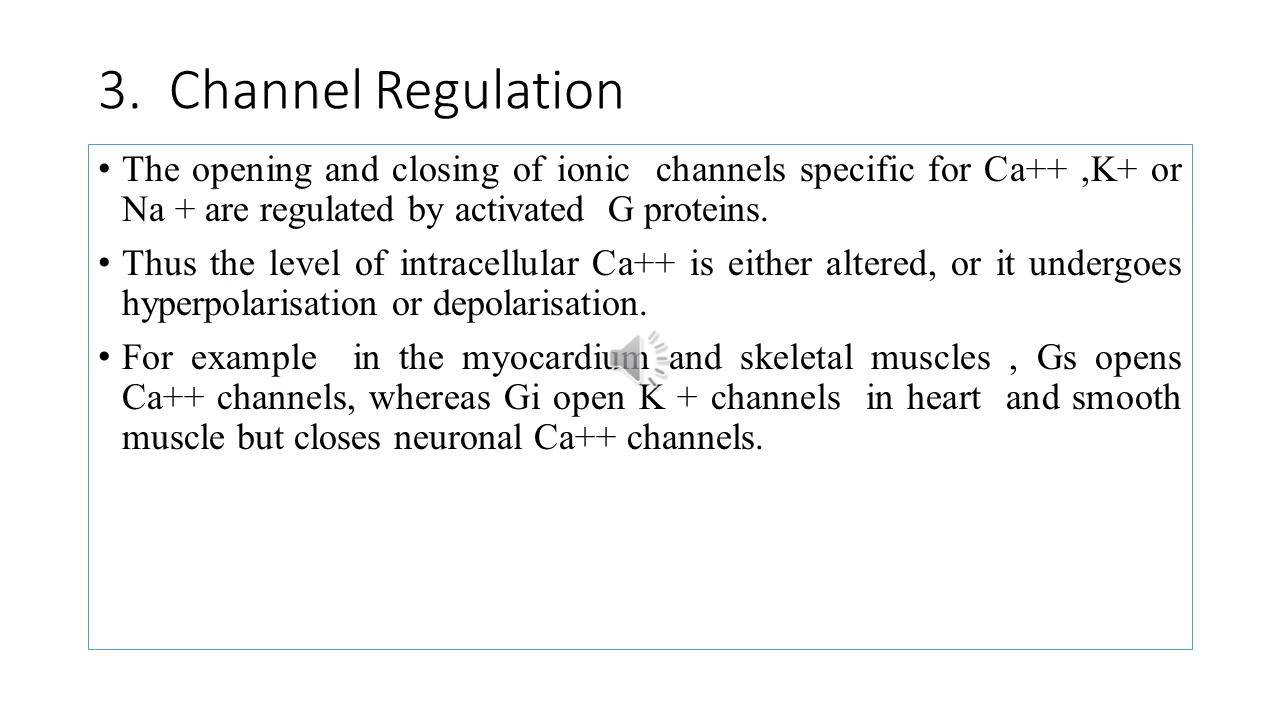 3. Channel Regulation
• The opening and closing of ionic channels specific for Ca++ ,K+ or
Na + are regulated by activated G proteins.
• Thus the level of intracellular Ca++ is either altered, or it undergoes
hyperpolarisation or depolarisation.
• For example in the myocardium and skeletal muscles , Gs opens
Ca++ channels, whereas Gi open K + channels in heart and smooth
muscle but closes neuronal Ca++ channels.